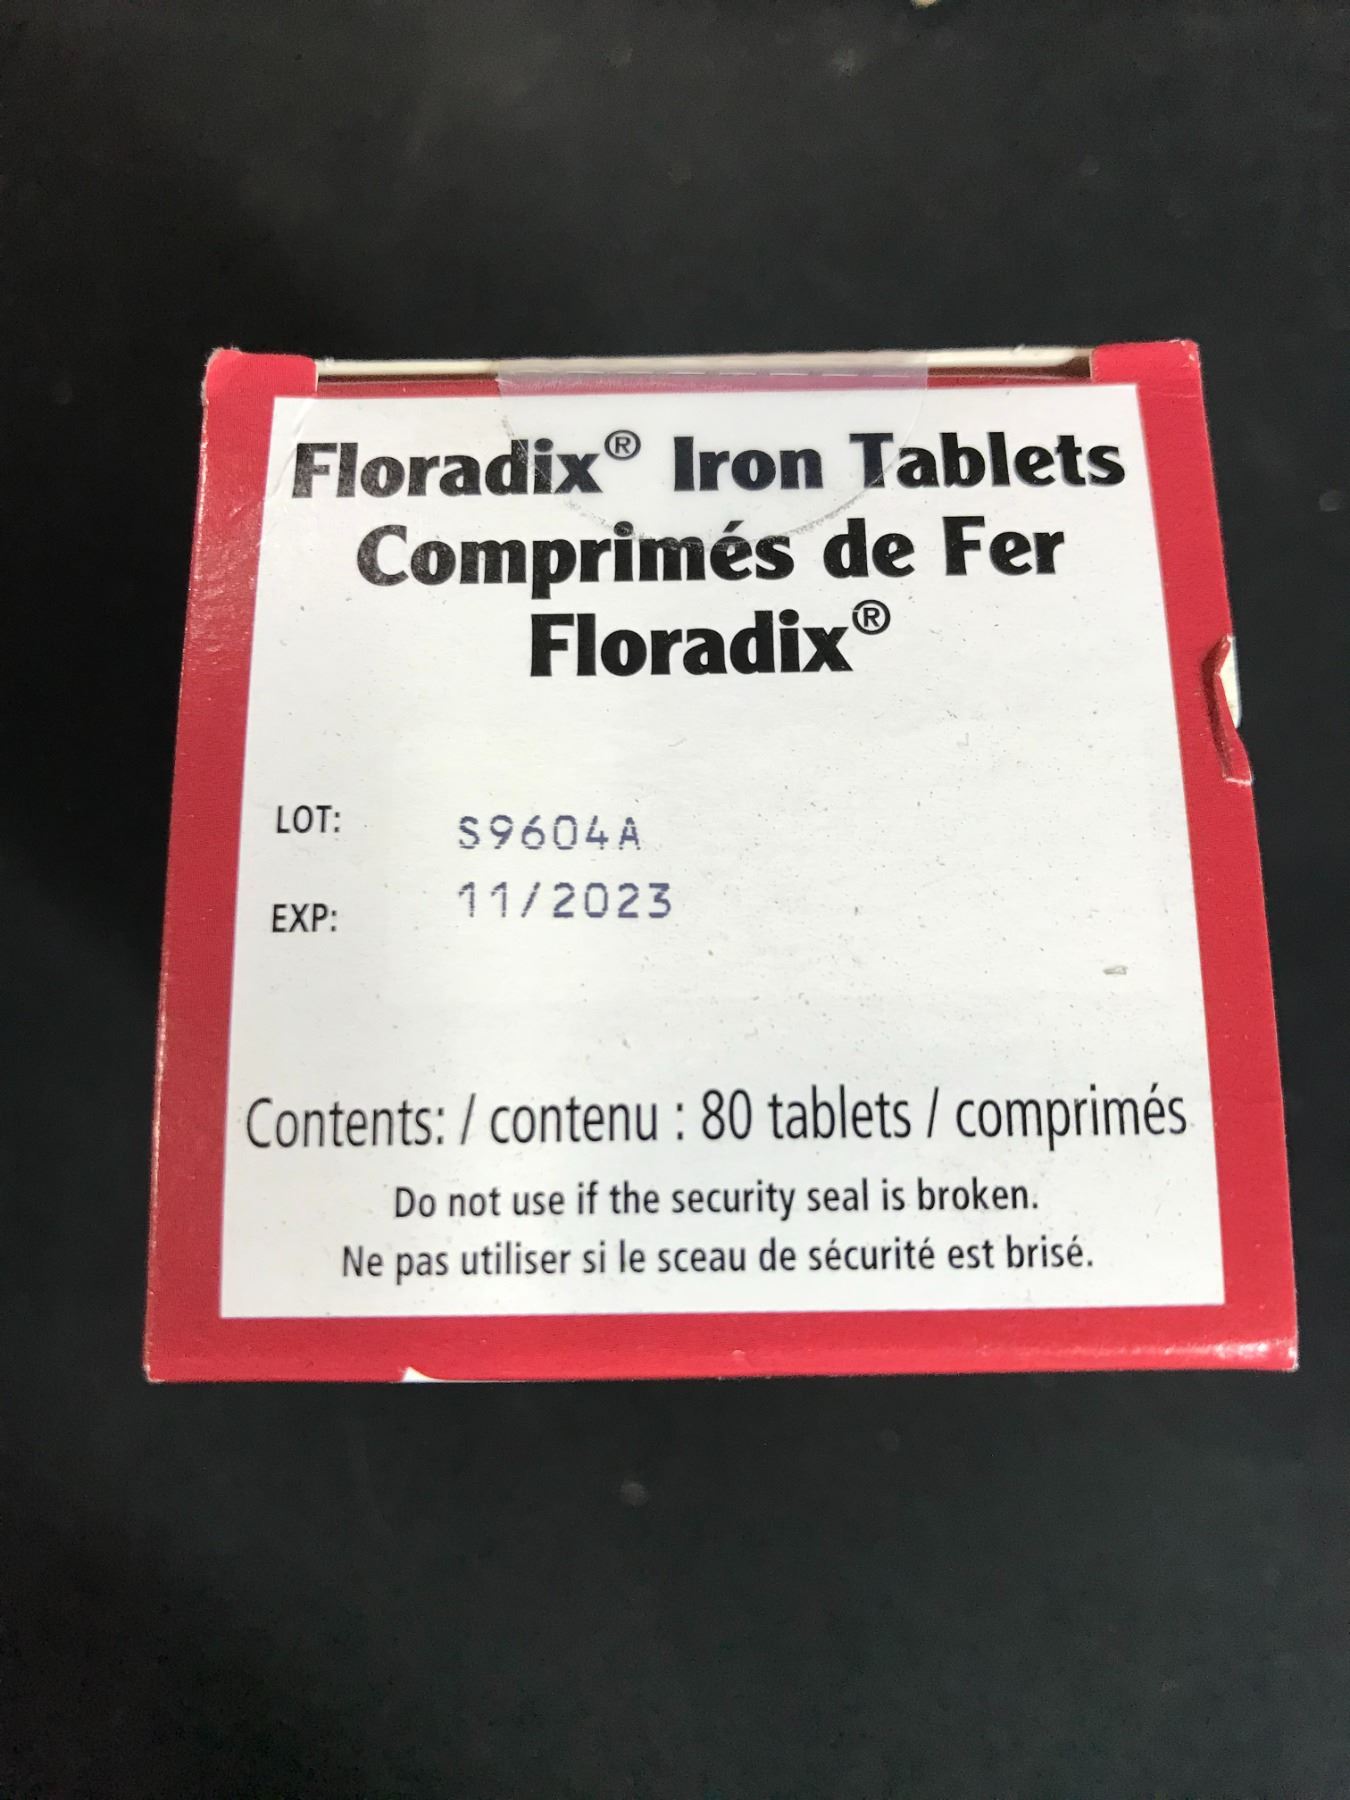 Floradix® Iron Tablets
Comprimés de Fer
Floradix®
LOT: S9604A
EXP: 11/2023
Contents: / contenu : 80 tablets / comprimés
Do not use if the security seal is broken.
Ne pas utiliser si le sceau de sécurité est brisé.